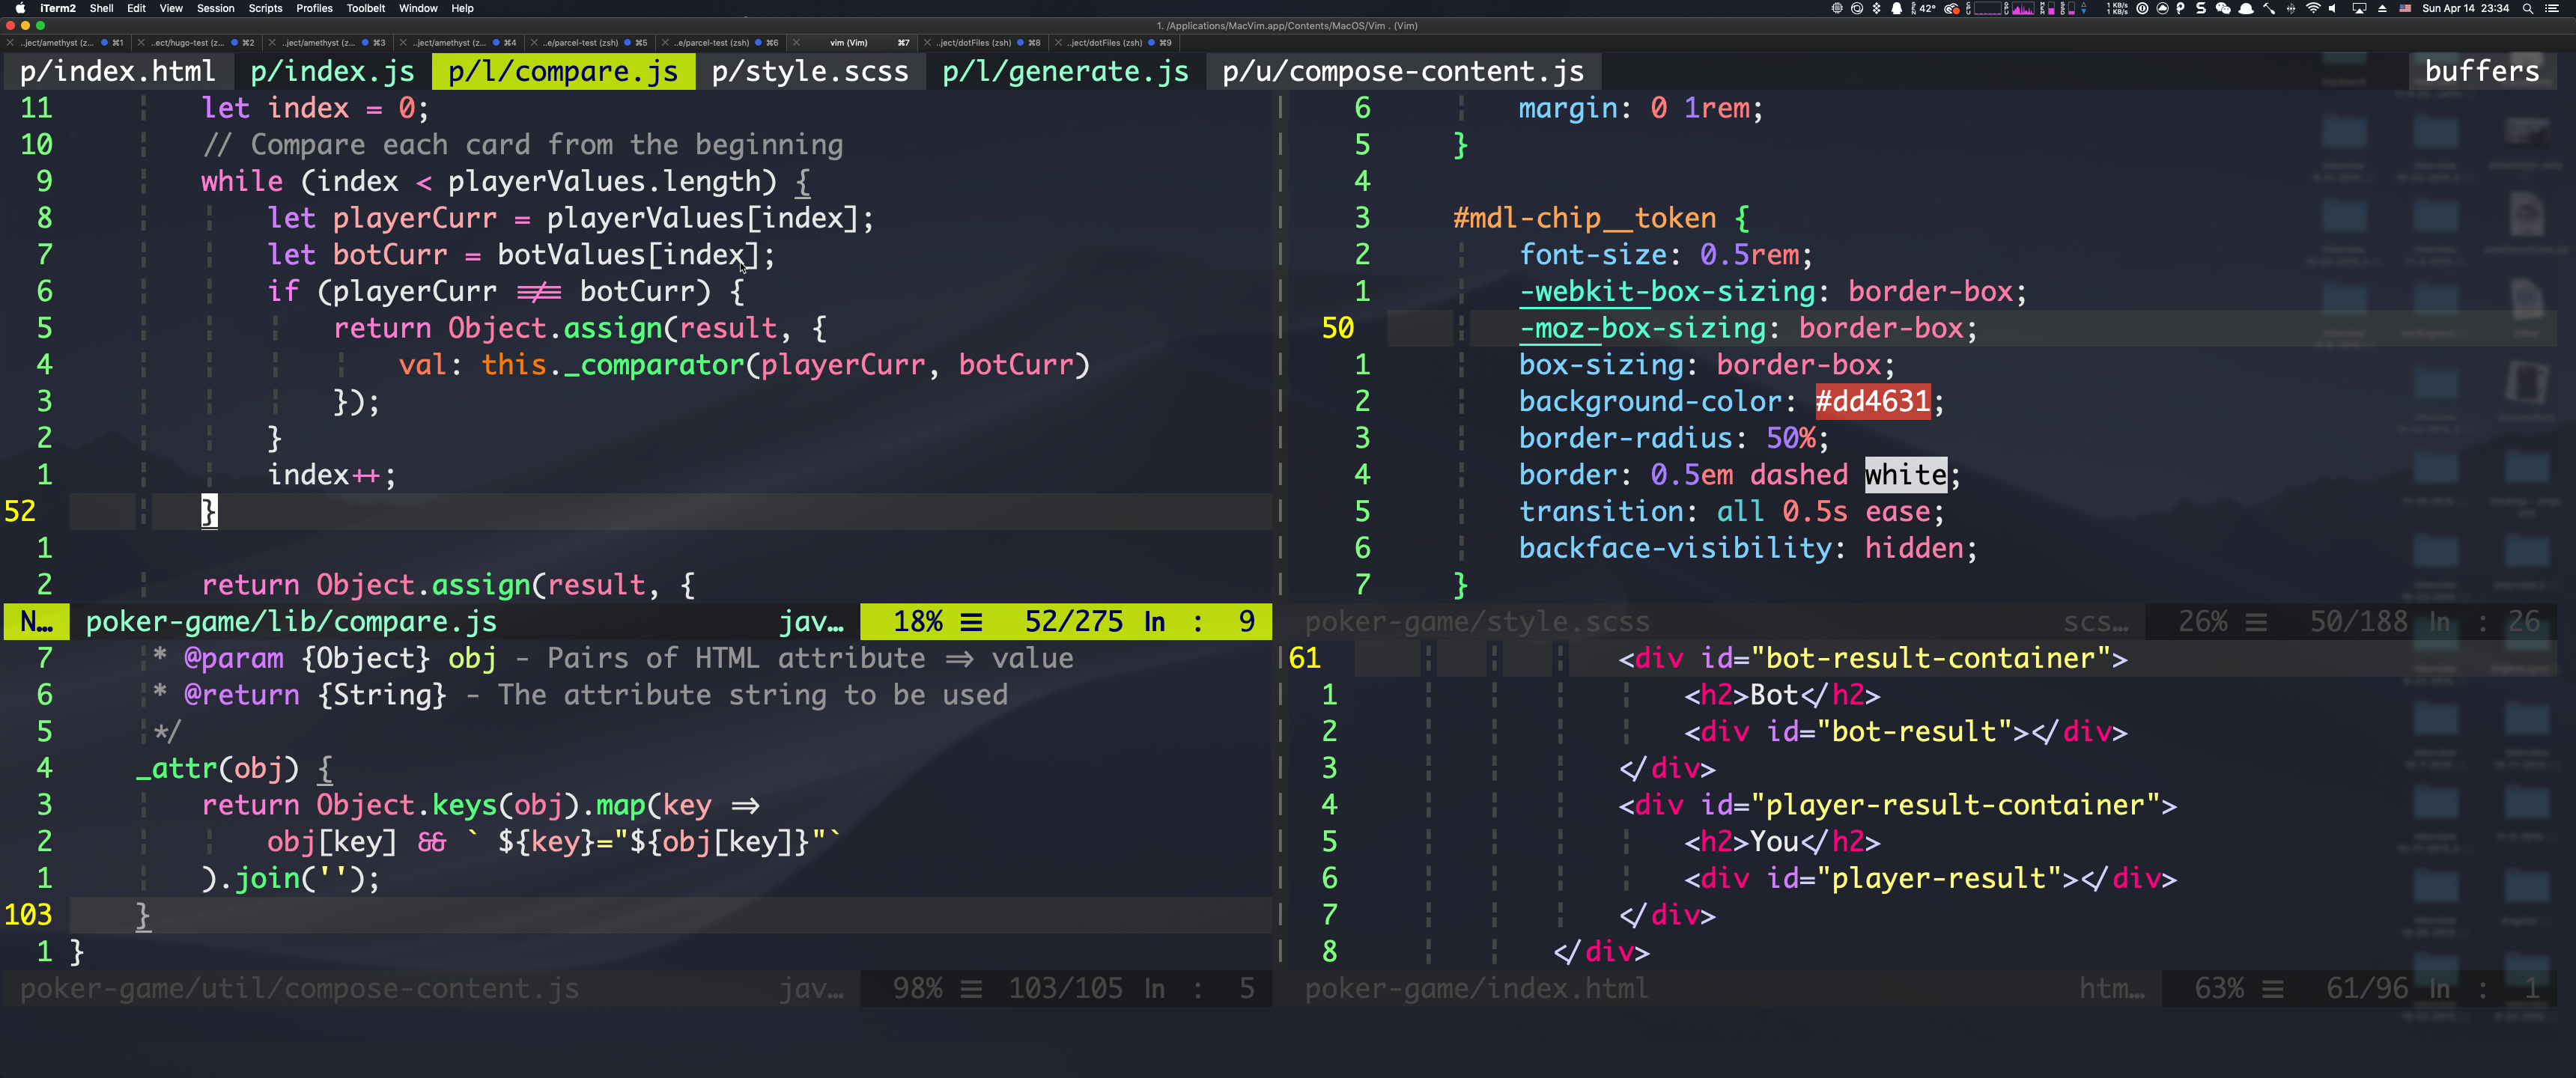 iTerm2 Shell Edit View Session Scripts Profiles Toolbelt Window Help 42° 1 KB/s 1 KB/s Sun Apr 14 23:34
1. /Applications/MacVim.app/Contents/MacOS/Vim . (Vim)
..ject/amethyst (z... ⌘1 ..ect/hugo-test (z... ⌘2 ..ject/amethyst (z... ⌘3 ..ject/amethyst (z... ⌘4 ..e/parcel-test (zsh) ⌘5 ..e/parcel-test (zsh) ⌘6 vim (Vim) ⌘7 ..ject/dotFiles (zsh) ⌘8 ..ject/dotFiles (zsh) ⌘9
p/index.html p/index.js p/l/compare.js p/style.scss p/l/generate.js p/u/compose-content.js buffers
11 let index = 0;
10 // Compare each card from the beginning
9 while (index < playerValues.length) {
8 let playerCurr = playerValues[index];
7 let botCurr = botValues[index];
6 if (playerCurr !== botCurr) {
5 return Object.assign(result, {
4 val: this._comparator(playerCurr, botCurr)
3 });
2 }
1 index++;
52 }
1
2 return Object.assign(result, {
N... poker-game/lib/compare.js jav... 18% ☰ 52/275 ln : 9
7 * @param {Object} obj - Pairs of HTML attribute => value
6 * @return {String} - The attribute string to be used
5 */
4 _attr(obj) {
3 return Object.keys(obj).map(key =>
2 obj[key] && ` ${key}="${obj[key]}"`
1 ).join('');
103 }
1 }
poker-game/util/compose-content.js jav... 98% ☰ 103/105 ln : 5
6 margin: 0 1rem;
5 }
4
3 #mdl-chip__token {
2 font-size: 0.5rem;
1 -webkit-box-sizing: border-box;
50 -moz-box-sizing: border-box;
1 box-sizing: border-box;
2 background-color: #dd4631;
3 border-radius: 50%;
4 border: 0.5em dashed white;
5 transition: all 0.5s ease;
6 backface-visibility: hidden;
7 }
poker-game/style.scss scs... 26% ☰ 50/188 ln : 26
61 <div id="bot-result-container">
1 <h2>Bot</h2>
2 <div id="bot-result"></div>
3 </div>
4 <div id="player-result-container">
5 <h2>You</h2>
6 <div id="player-result"></div>
7 </div>
8 </div>
poker-game/index.html htm... 63% ☰ 61/96 ln : 1